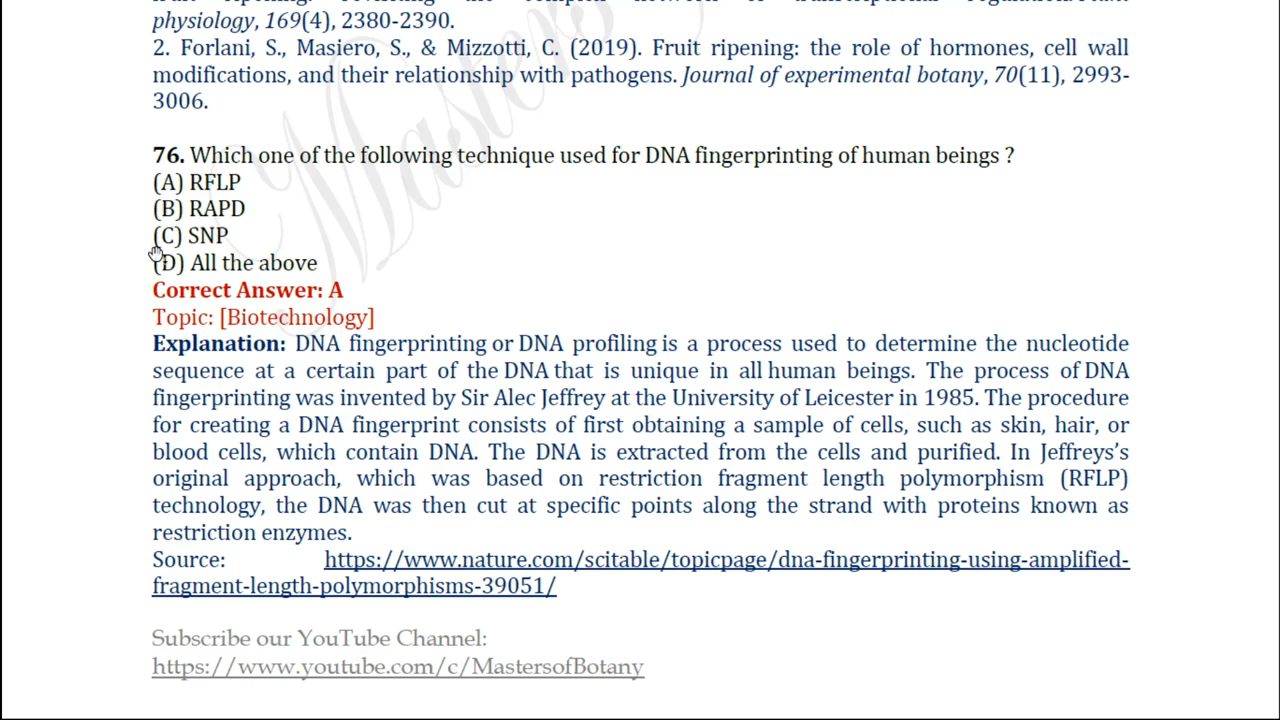 physiology, 169(4), 2380-2390.
2. Forlani, S., Masiero, S., & Mizzotti, C. (2019). Fruit ripening: the role of hormones, cell wall
modifications, and their relationship with pathogens. Journal of experimental botany, 70(11), 2993-
3006.
76. Which one of the following technique used for DNA fingerprinting of human beings ?
(A) RFLP
(B) RAPD
(C) SNP
(D) All the above
Correct Answer: A
Topic: [Biotechnology]
Explanation: DNA fingerprinting or DNA profiling is a process used to determine the nucleotide
sequence at a certain part of the DNA that is unique in all human beings. The process of DNA
fingerprinting was invented by Sir Alec Jeffrey at the University of Leicester in 1985. The procedure
for creating a DNA fingerprint consists of first obtaining a sample of cells, such as skin, hair, or
blood cells, which contain DNA. The DNA is extracted from the cells and purified. In Jeffreys’s
original approach, which was based on restriction fragment length polymorphism (RFLP)
technology, the DNA was then cut at specific points along the strand with proteins known as
restriction enzymes.
Source: https://www.nature.com/scitable/topicpage/dna-fingerprinting-using-amplified-
fragment-length-polymorphisms-39051/
Subscribe our YouTube Channel:
https://www.youtube.com/c/MastersofBotany
Masters